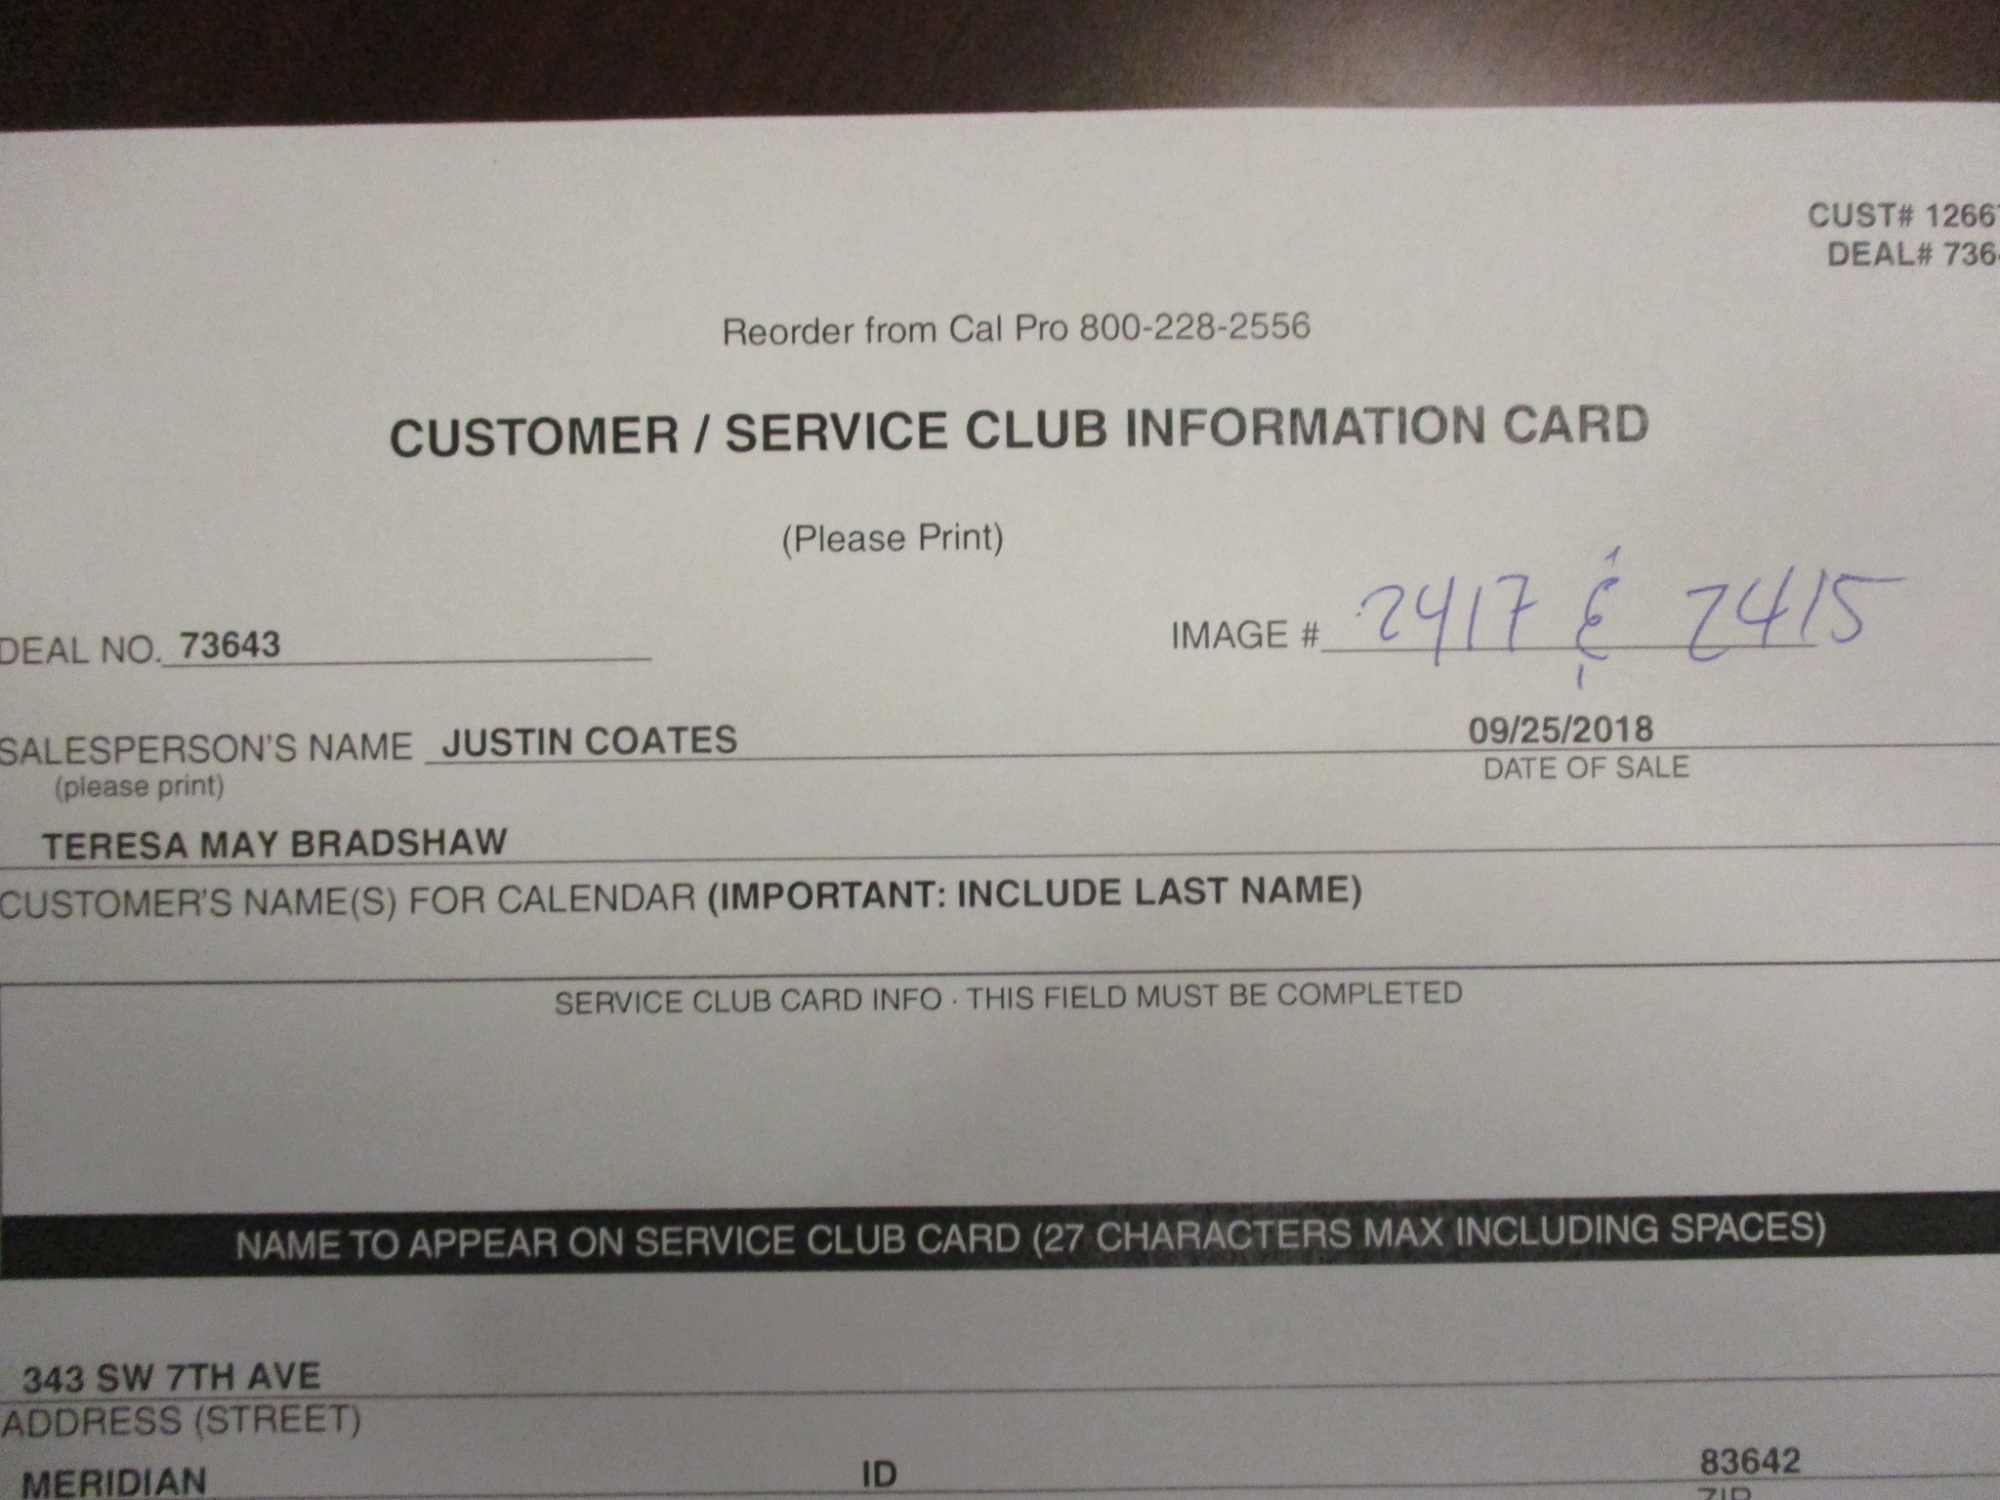 CUST# 1266
DEAL# 736
Reorder from Cal Pro 800-228-2556
CUSTOMER / SERVICE CLUB INFORMATION CARD
(Please Print)
DEAL NO. 73643 IMAGE # 2417 & 2415
SALESPERSON'S NAME JUSTIN COATES 09/25/2018
(please print) DATE OF SALE
TERESA MAY BRADSHAW
CUSTOMER'S NAME(S) FOR CALENDAR (IMPORTANT: INCLUDE LAST NAME)
SERVICE CLUB CARD INFO · THIS FIELD MUST BE COMPLETED
NAME TO APPEAR ON SERVICE CLUB CARD (27 CHARACTERS MAX INCLUDING SPACES)
343 SW 7TH AVE
ADDRESS (STREET)
MERIDIAN ID 83642
ZIP